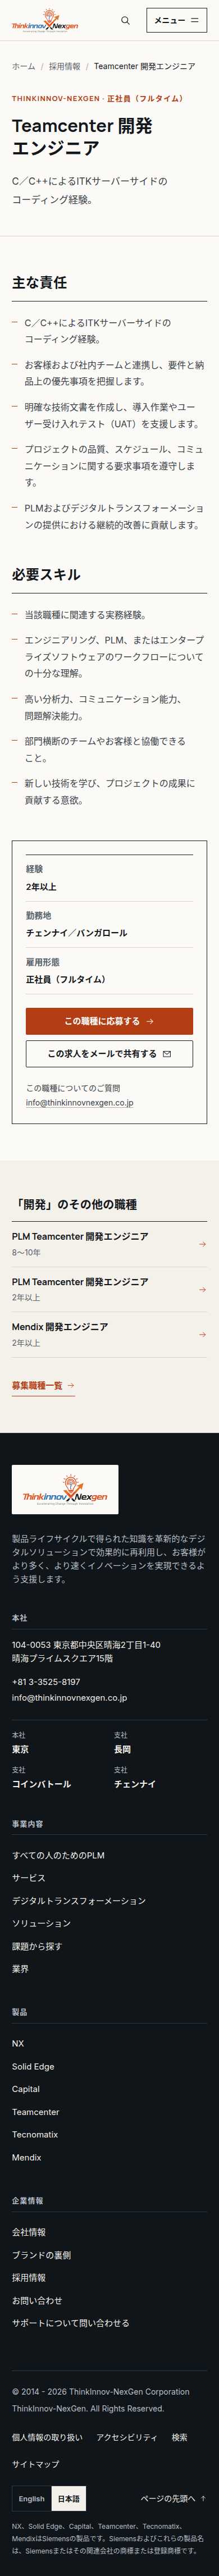 ThinkinnovXNexgen
メニュー
ホーム / 採用情報 / Teamcenter 開発エンジニア
THINKINNOV-NEXGEN · 正社員（フルタイム）
Teamcenter 開発
エンジニア
C／C++によるITKサーバーサイドの
コーディング経験。
主な責任
C／C++によるITKサーバーサイドの
コーディング経験。
お客様および社内チームと連携し、要件と納
品上の優先事項を把握します。
明確な技術文書を作成し、導入作業やユー
ザー受け入れテスト（UAT）を支援します。
プロジェクトの品質、スケジュール、コミュ
ニケーションに関する要求事項を遵守しま
す。
PLMおよびデジタルトランスフォーメーショ
ンの提供における継続的改善に貢献します。
必要スキル
当該職種に関連する実務経験。
エンジニアリング、PLM、またはエンタープ
ライズソフトウェアのワークフローについて
の十分な理解。
高い分析力、コミュニケーション能力、
問題解決能力。
部門横断のチームやお客様と協働できる
こと。
新しい技術を学び、プロジェクトの成果に
貢献する意欲。
経験
2年以上
勤務地
チェンナイ／バンガロール
雇用形態
正社員（フルタイム）
この職種に応募する →
この求人をメールで共有する
この職種についてのご質問
info@thinkinnovnexgen.co.jp
「開発」のその他の職種
PLM Teamcenter 開発エンジニア
8〜10年
→
PLM Teamcenter 開発エンジニア
2年以上
→
Mendix 開発エンジニア
2年以上
→
募集職種一覧 →
ThinkinnovXNexgen
製品ライフサイクルで得られた知識を革新的なデジ
タルソリューションで効果的に再利用し、お客様が
より多く、より速くイノベーションを実現できるよ
う支援します。
本社
104-0053 東京都中央区晴海2丁目1-40
晴海プライムスクエア15階
+81 3-3525-8197
info@thinkinnovnexgen.co.jp
本社 支社
東京 長岡
支社 支社
コインバトール チェンナイ
事業内容
すべての人のためのPLM
サービス
デジタルトランスフォーメーション
ソリューション
課題から探す
業界
製品
NX
Solid Edge
Capital
Teamcenter
Tecnomatix
Mendix
企業情報
会社情報
ブランドの裏側
採用情報
お問い合わせ
サポートについて問い合わせる
© 2014 - 2026 ThinkInnov-NexGen Corporation
ThinkInnov-NexGen. All Rights Reserved.
個人情報の取り扱い アクセシビリティ 検索
サイトマップ
English 日本語 ページの先頭へ ↑
NX、Solid Edge、Capital、Teamcenter、Tecnomatix、
MendixはSiemensの製品です。Siemensおよびこれらの製品名
は、Siemensまたはその関連会社の商標または登録商標です。